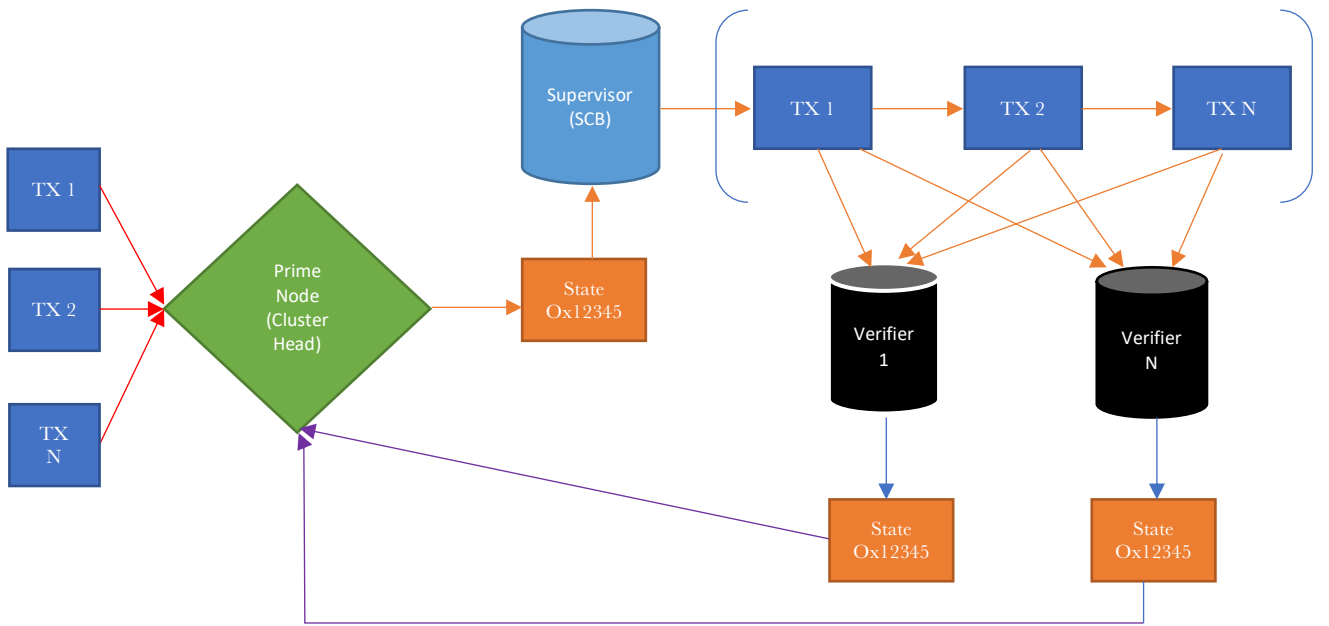 Supervisor
(SCB)
TX 1
TX 2
TX N
TX 1
TX 2
TX
N
Prime
Node
(Cluster
Head)
State
Ox12345
Verifier
1
Verifier
N
State
Ox12345
State
Ox12345